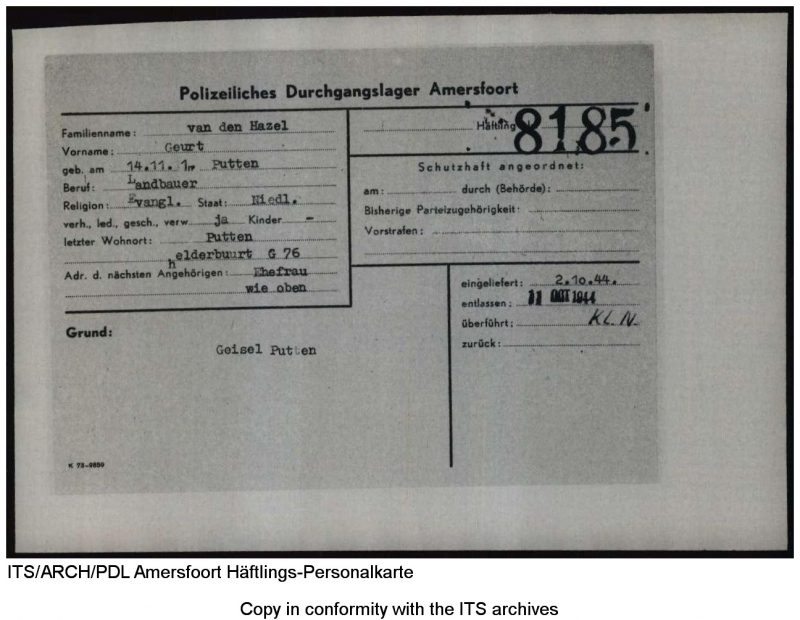 Polizeiliches Durchgangslager Amersfoort
Familienname: van den Hazel
Vorname: Geurt
geb. am 14.11. Putten
Beruf: Landbauer
Religion: Evangl. Staat: Niedl.
verh., led., gesch., verw. ja Kinder -
letzter Wohnort: Putten
helderbuurt G 76
Adr. d. nächsten Angehörigen: Ehefrau
wie oben
Häftling 8185
Schutzhaft angeordnet:
am: durch (Behörde):
Bisherige Parteizugehörigkeit:
Vorstrafen:
eingeliefert: 2.10.44.
entlassen: 11 OKT 1944
überführt: KL. N.
zurück:
Grund:
Geisel Putten
K 73-9859
ITS/ARCH/PDL Amersfoort Häftlings-Personalkarte
Copy in conformity with the ITS archives